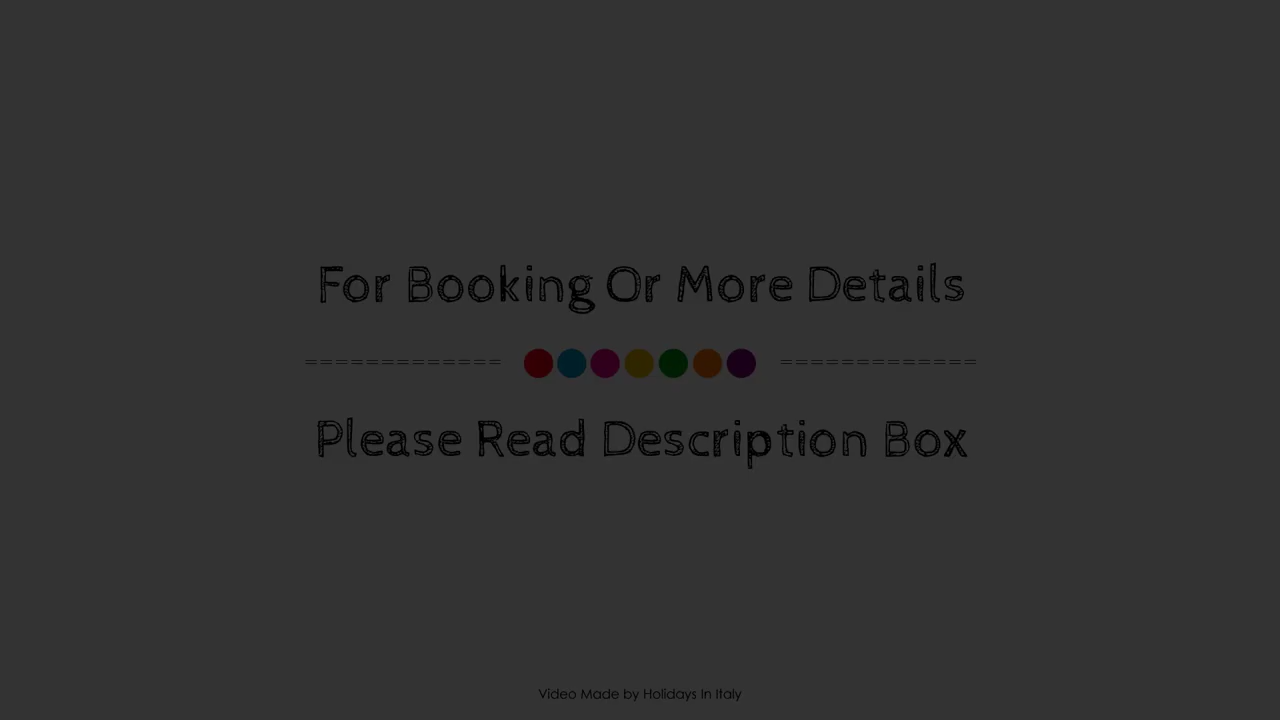 For Booking Or More Details
============= =============
Please Read Description Box
Video Made by Holidays In Italy